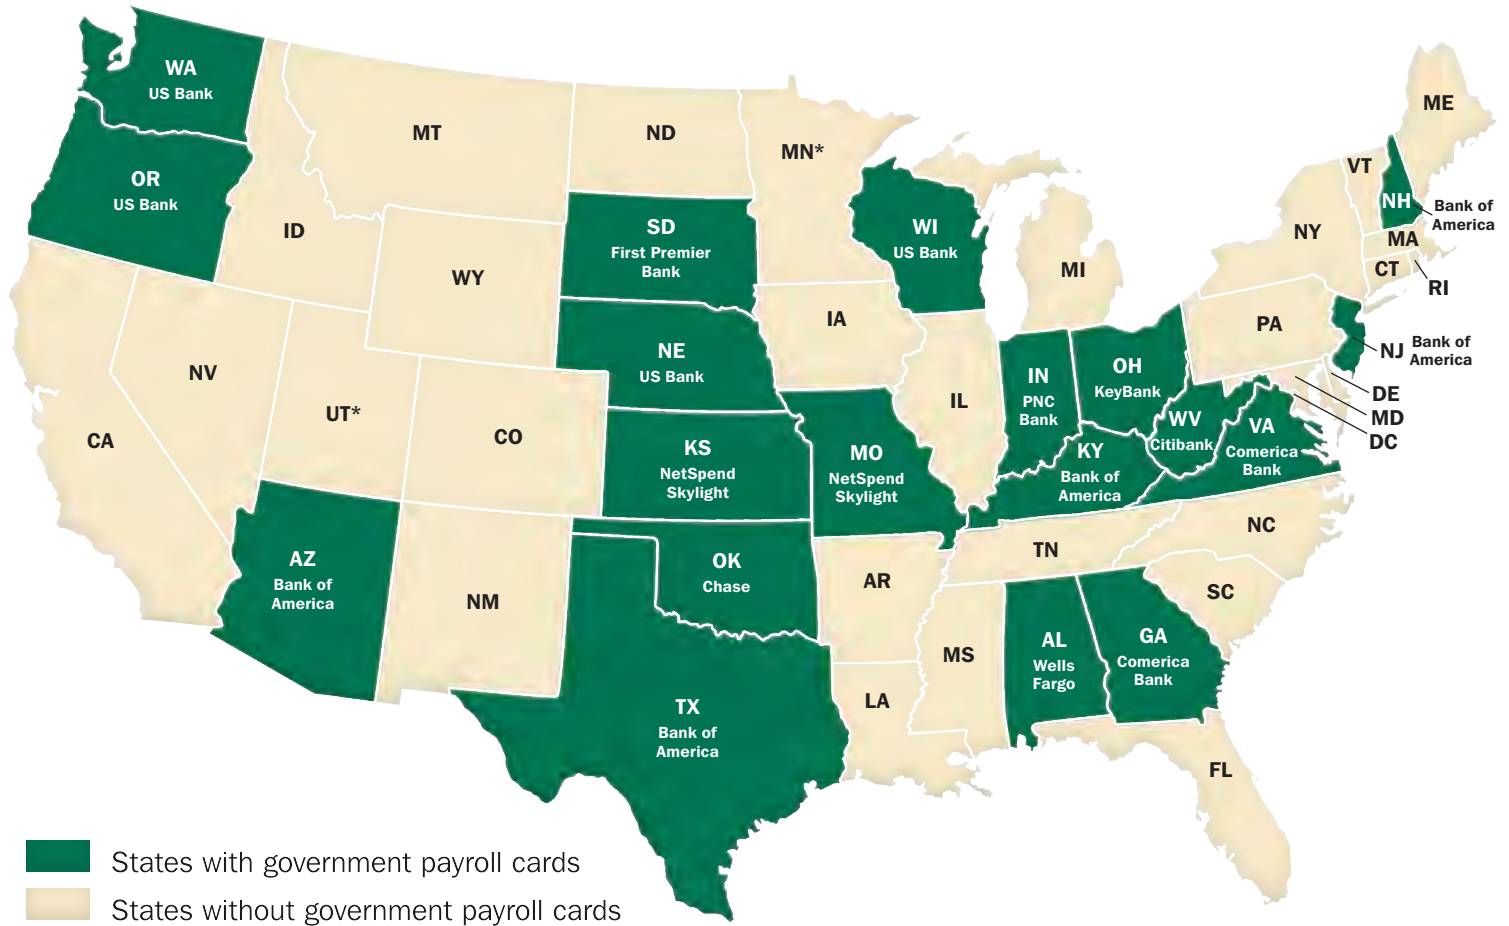 WA
US Bank
OR
US Bank
ID
MT
ND
MN*
SD
First Premier
Bank
WI
US Bank
MI
WY
NE
US Bank
IA
IL
IN
PNC
Bank
OH
KeyBank
PA
NY
VT
NH
Bank of
America
ME
MA
CT
RI
NJ
Bank of
America
DE
MD
DC
CA
NV
UT*
CO
KS
NetSpend
Skylight
MO
NetSpend
Skylight
KY
Bank of
America
WV
Citibank
VA
Comerica
Bank
NC
TN
SC
AZ
Bank of
America
NM
OK
Chase
AR
TX
Bank of
America
LA
MS
AL
Wells
Fargo
GA
Comerica
Bank
FL
States with government payroll cards
States without government payroll cards